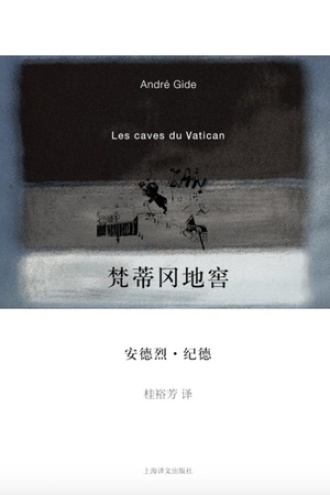 André Gide
Les caves du Vatican
梵蒂冈地窖
安德烈·纪德
桂裕芳 译
上海译文出版社